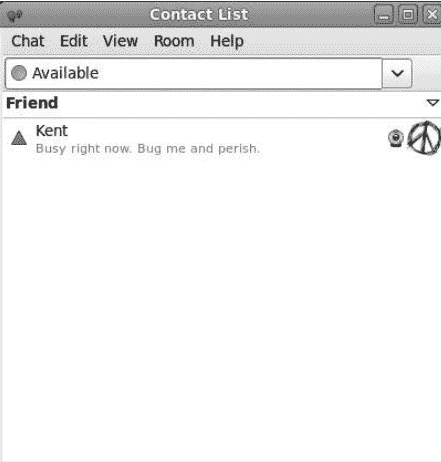 Contact List
Chat Edit View Room Help
Available
Friend
Kent
Busy right now. Bug me and perish.